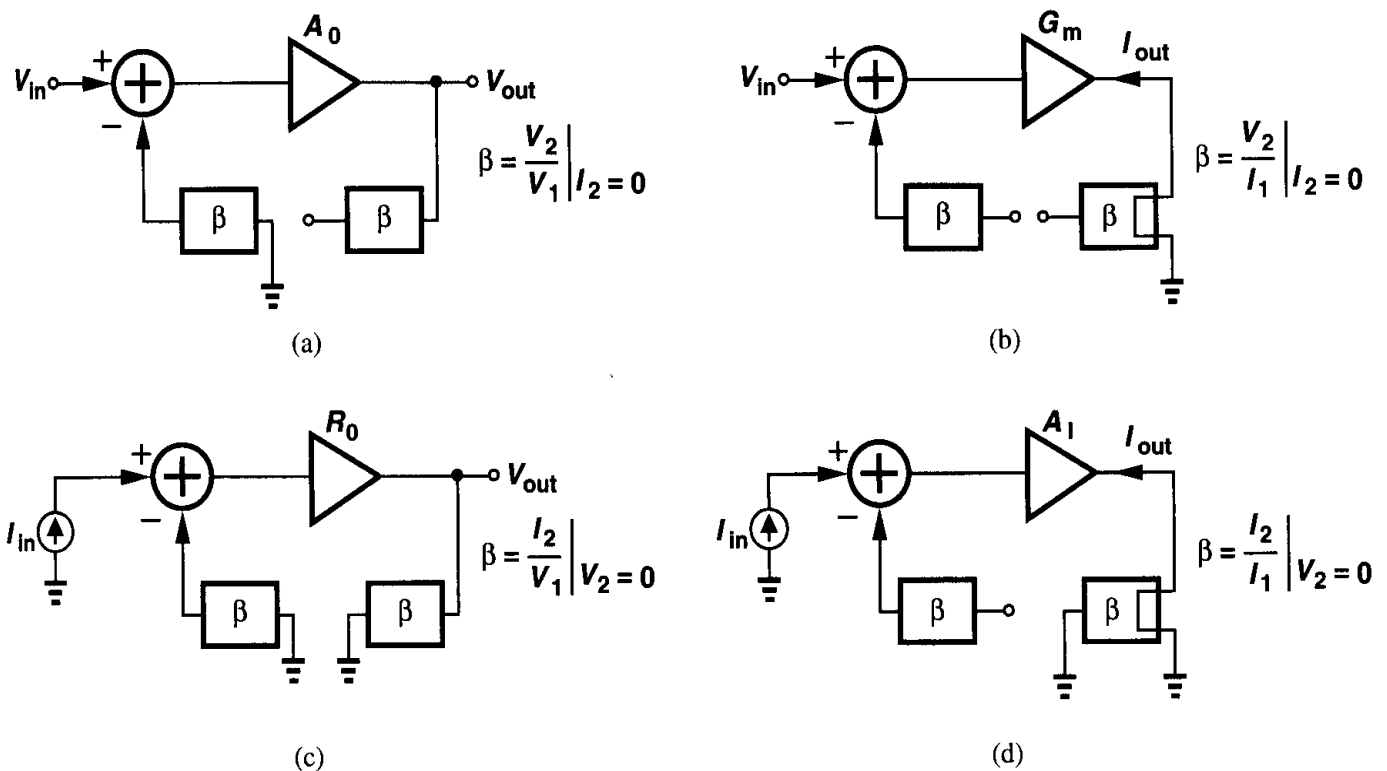 A0
Vin
+
−
Vout
β = V2/V1 | I2 = 0
β
β
(a)
Gm
Iout
Vin
+
−
β = V2/I1 | I2 = 0
β
β
(b)
R0
+
−
Vout
Iin
β = I2/V1 | V2 = 0
β
β
(c)
AI
Iout
+
−
Iin
β = I2/I1 | V2 = 0
β
β
(d)